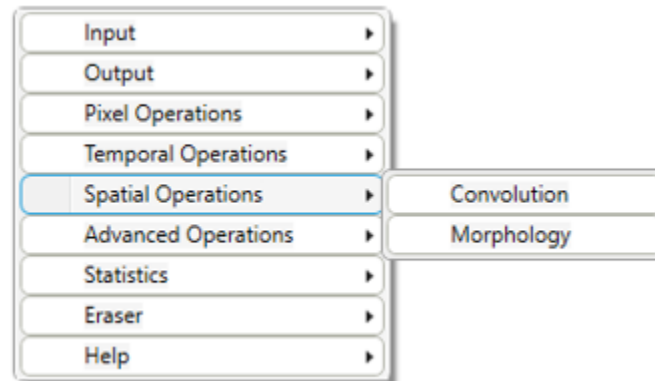 Input
Output
Pixel Operations
Temporal Operations
Spatial Operations
Convolution
Advanced Operations
Morphology
Statistics
Eraser
Help